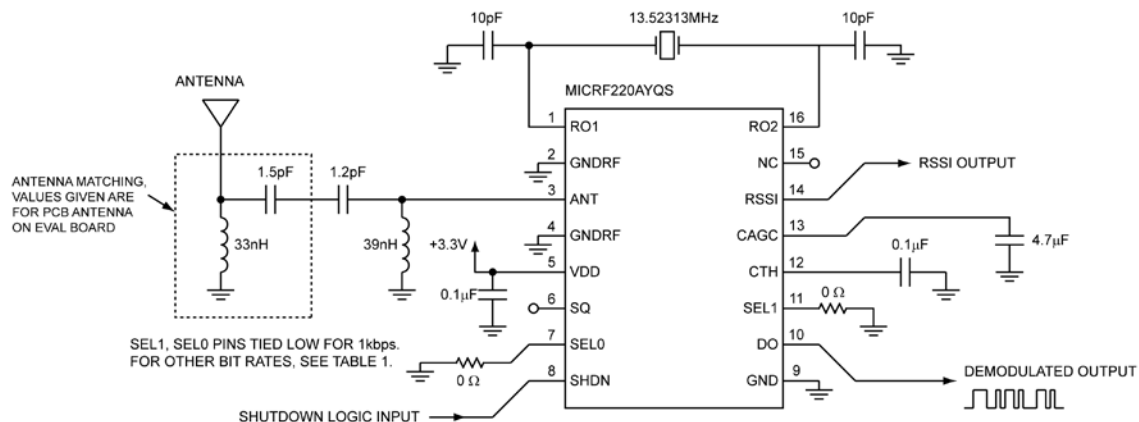 10pF
13.52313MHz
10pF
ANTENNA
MICRF220AYQS
1
RO1
RO2
16
2
GNDRF
NC
15
RSSI OUTPUT
1.5pF
1.2pF
3
ANT
RSSI
14
ANTENNA MATCHING,
VALUES GIVEN ARE
FOR PCB ANTENNA
ON EVAL BOARD
33nH
39nH
4
GNDRF
CAGC
13
4.7µF
+3.3V
5
VDD
CTH
12
0.1µF
0.1µF
6
SQ
SEL1
11
0 Ω
SEL1, SEL0 PINS TIED LOW FOR 1kbps.
FOR OTHER BIT RATES, SEE TABLE 1.
7
SEL0
DO
10
0 Ω
8
SHDN
GND
9
DEMODULATED OUTPUT
SHUTDOWN LOGIC INPUT